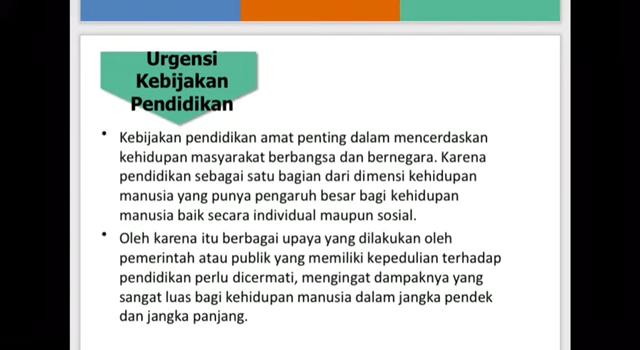 Urgensi
Kebijakan
Pendidikan
• Kebijakan pendidikan amat penting dalam mencerdaskan
kehidupan masyarakat berbangsa dan bernegara. Karena
pendidikan sebagai satu bagian dari dimensi kehidupan
manusia yang punya pengaruh besar bagi kehidupan
manusia baik secara individual maupun sosial.
• Oleh karena itu berbagai upaya yang dilakukan oleh
pemerintah atau publik yang memiliki kepedulian terhadap
pendidikan perlu dicermati, mengingat dampaknya yang
sangat luas bagi kehidupan manusia dalam jangka pendek
dan jangka panjang.